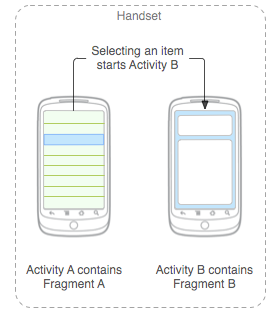 Handset
Selecting an item
starts Activity B
Activity A contains
Fragment A
Activity B contains
Fragment B